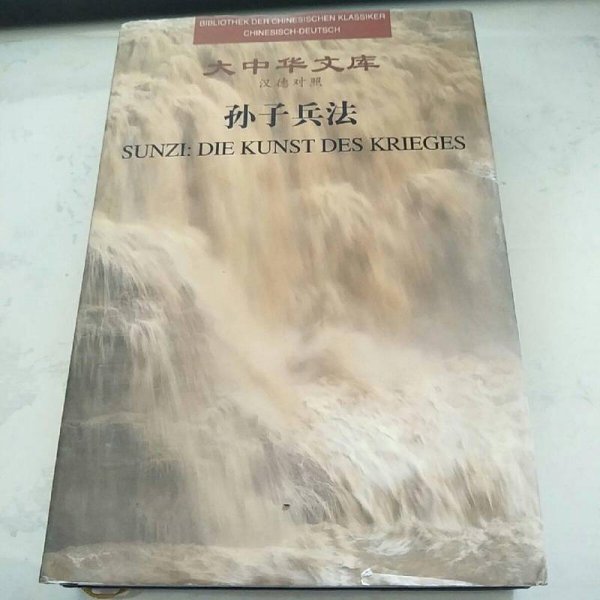 BIBLIOTHEK DER CHINESISCHEN KLASSIKER
CHINESISCH-DEUTSCH
大中华文库
汉德对照
孙子兵法
SUNZI: DIE KUNST DES KRIEGES